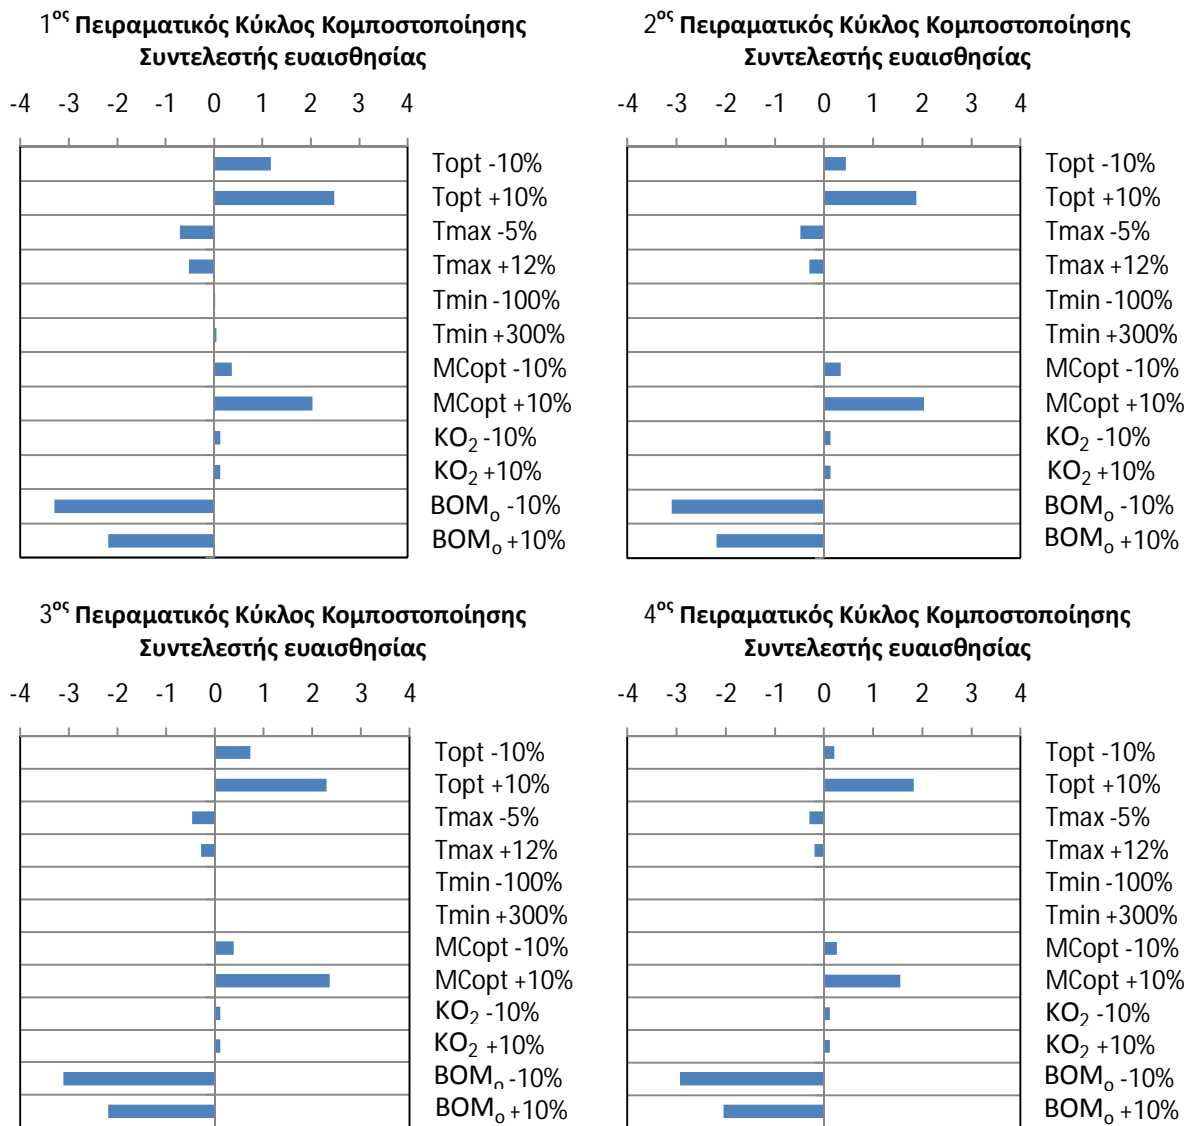 1ος Πειραματικός Κύκλος Κομποστοποίησης
Συντελεστής ευαισθησίας
-4 -3 -2 -1 0 1 2 3 4
Topt -10%
Topt +10%
Tmax -5%
Tmax +12%
Tmin -100%
Tmin +300%
MCopt -10%
MCopt +10%
KO2 -10%
KO2 +10%
BOMo -10%
BOMo +10%
2ος Πειραματικός Κύκλος Κομποστοποίησης
Συντελεστής ευαισθησίας
-4 -3 -2 -1 0 1 2 3 4
Topt -10%
Topt +10%
Tmax -5%
Tmax +12%
Tmin -100%
Tmin +300%
MCopt -10%
MCopt +10%
KO2 -10%
KO2 +10%
BOMo -10%
BOMo +10%
3ος Πειραματικός Κύκλος Κομποστοποίησης
Συντελεστής ευαισθησίας
-4 -3 -2 -1 0 1 2 3 4
Topt -10%
Topt +10%
Tmax -5%
Tmax +12%
Tmin -100%
Tmin +300%
MCopt -10%
MCopt +10%
KO2 -10%
KO2 +10%
BOMo -10%
BOMo +10%
4ος Πειραματικός Κύκλος Κομποστοποίησης
Συντελεστής ευαισθησίας
-4 -3 -2 -1 0 1 2 3 4
Topt -10%
Topt +10%
Tmax -5%
Tmax +12%
Tmin -100%
Tmin +300%
MCopt -10%
MCopt +10%
KO2 -10%
KO2 +10%
BOMo -10%
BOMo +10%